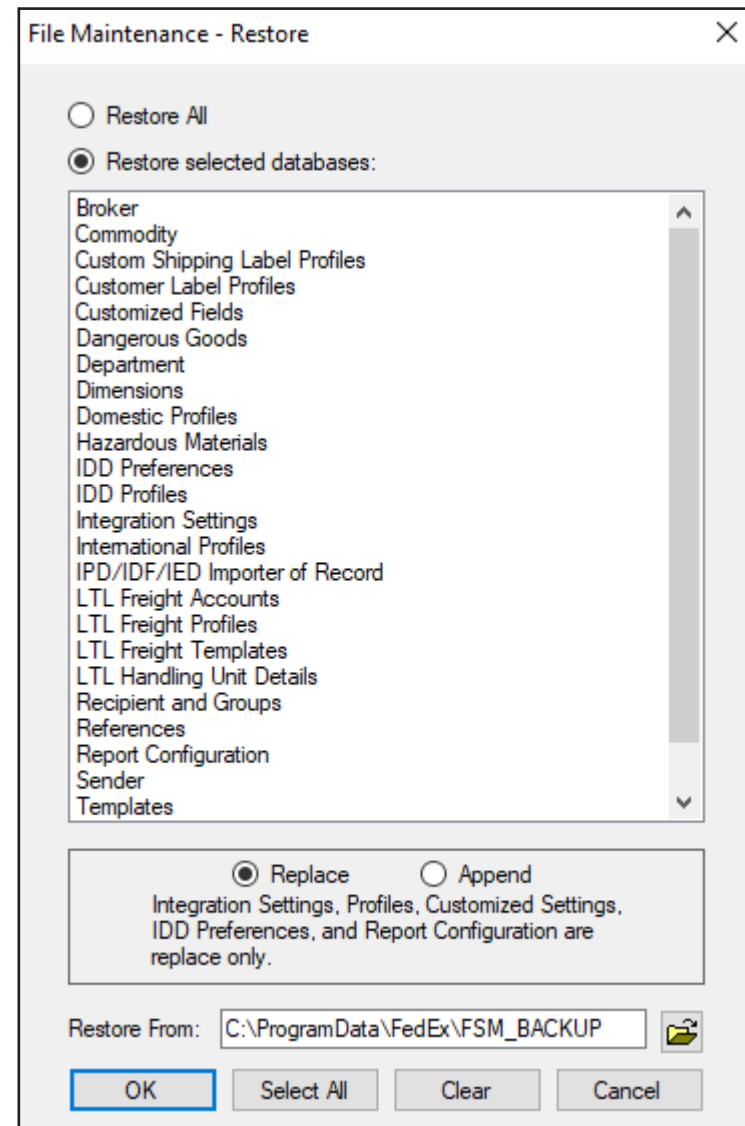 File Maintenance - Restore
Restore All
Restore selected databases:
Broker
Commodity
Custom Shipping Label Profiles
Customer Label Profiles
Customized Fields
Dangerous Goods
Department
Dimensions
Domestic Profiles
Hazardous Materials
IDD Preferences
IDD Profiles
Integration Settings
International Profiles
IPD/IDF/IED Importer of Record
LTL Freight Accounts
LTL Freight Profiles
LTL Freight Templates
LTL Handling Unit Details
Recipient and Groups
References
Report Configuration
Sender
Templates
Replace Append
Integration Settings, Profiles, Customized Settings,
IDD Preferences, and Report Configuration are
replace only.
Restore From: C:\ProgramData\FedEx\FSM_BACKUP
OK Select All Clear Cancel